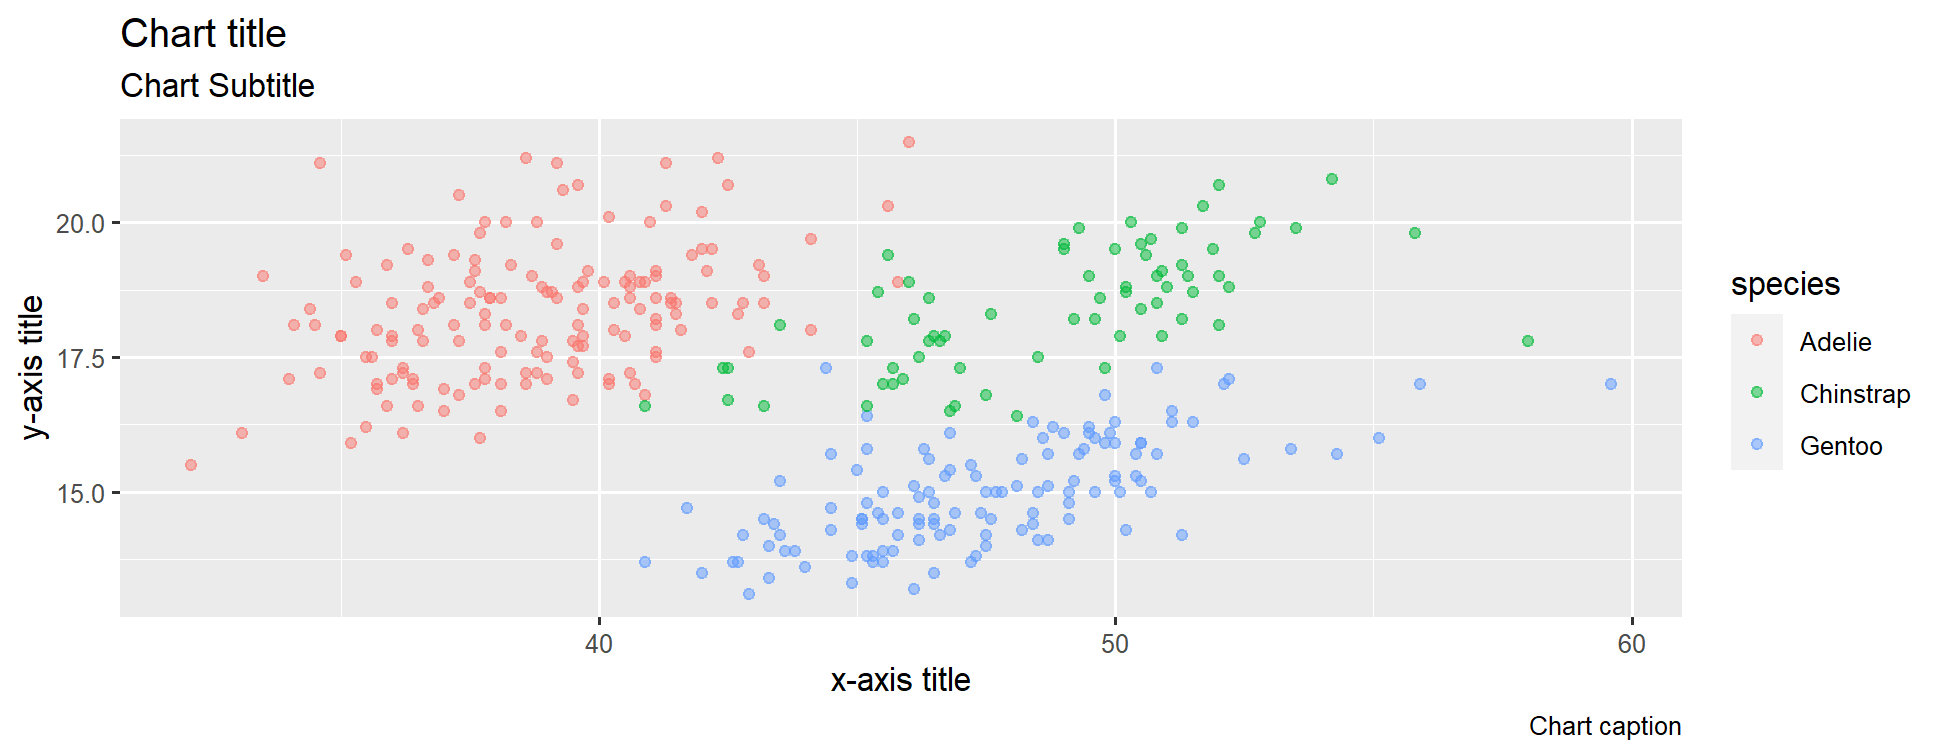 Chart title
Chart Subtitle
y-axis title
20.0
17.5
15.0
40 50 60
x-axis title
species
Adelie
Chinstrap
Gentoo
Chart caption